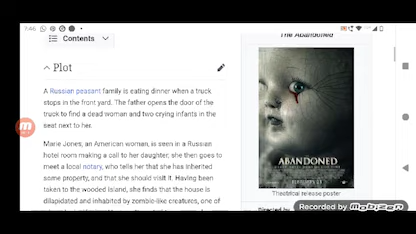 7:46
Contents
The Abandoned
Plot
A Russian peasant family is eating dinner when a truck
stops in the front yard. The father opens the door of the
truck to find a dead woman and two crying infants in the
seat next to her.
Marie Jones, an American woman, is seen in a Russian
hotel room making a call to her daughter; she then goes to
meet a local notary, who tells her that she has inherited
some property, and that she should visit it. Having been
taken to the wooded island, she finds that the house is
dilapidated and inhabited by zombie-like creatures, one of
ABANDONED
Theatrical release poster
Directed by
Recorded by Mobizen